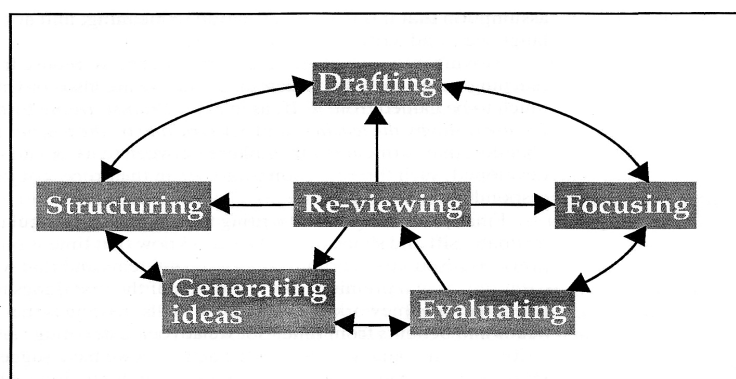 Drafting
Structuring
Re-viewing
Focusing
Generating
ideas
Evaluating